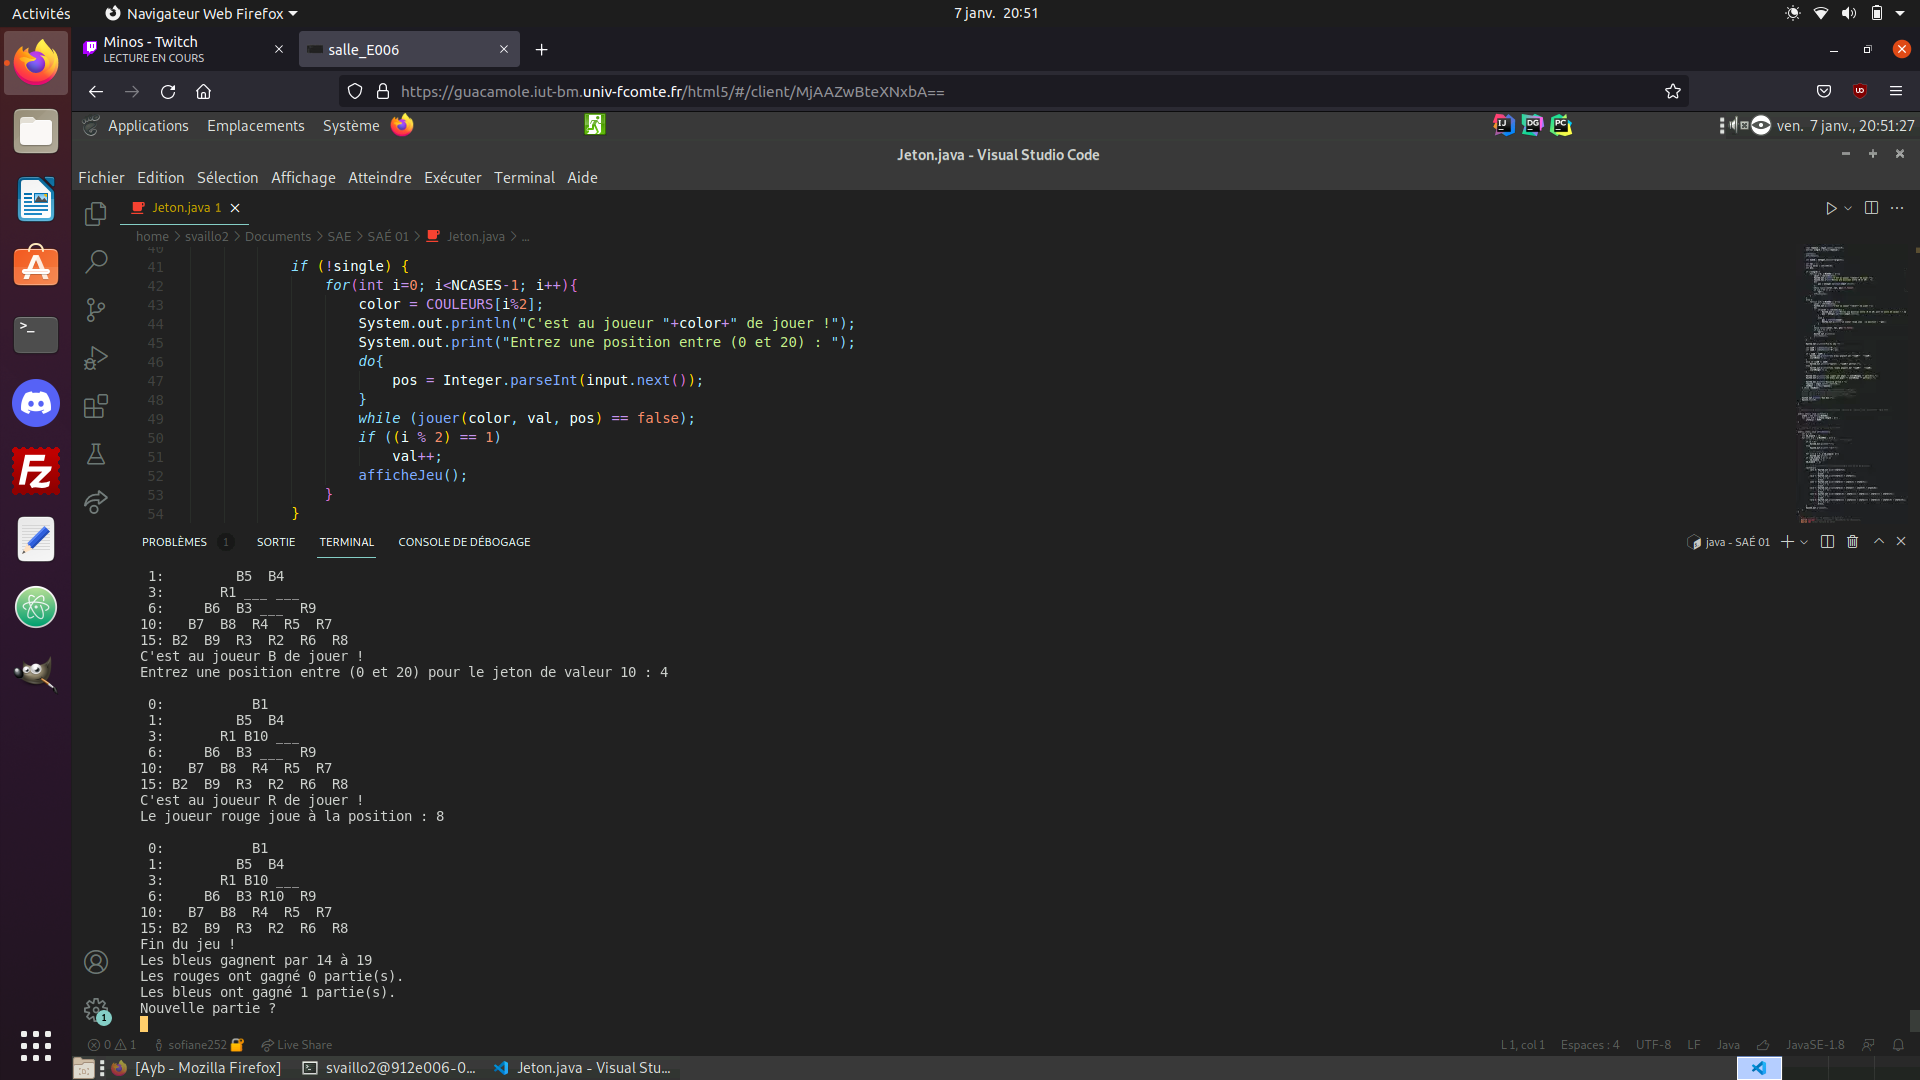 Activités Navigateur Web Firefox 7 janv. 20:51
Minos - Twitch
LECTURE EN COURS
salle_E006
https://guacamole.iut-bm.univ-fcomte.fr/html5/#/client/MjAAZwBteXNxbA==
Applications Emplacements Système ven. 7 janv., 20:51:27
Jeton.java - Visual Studio Code
Fichier Edition Sélection Affichage Atteindre Exécuter Terminal Aide
Jeton.java 1
home > svaillo2 > Documents > SAE > SAÉ 01 > Jeton.java > ...
40
41 if (!single) {
42 for(int i=0; i<NCASES-1; i++){
43 color = COULEURS[i%2];
44 System.out.println("C'est au joueur "+color+" de jouer !");
45 System.out.print("Entrez une position entre (0 et 20) : ");
46 do{
47 pos = Integer.parseInt(input.next());
48 }
49 while (jouer(color, val, pos) == false);
50 if ((i % 2) == 1)
51 val++;
52 afficheJeu();
53 }
54 }
PROBLÈMES 1 SORTIE TERMINAL CONSOLE DE DÉBOGAGE java - SAÉ 01
1: B5 B4
3: R1 ___ ___
6: B6 B3 ___ R9
10: B7 B8 R4 R5 R7
15: B2 B9 R3 R2 R6 R8
C'est au joueur B de jouer !
Entrez une position entre (0 et 20) pour le jeton de valeur 10 : 4
0: B1
1: B5 B4
3: R1 B10 ___
6: B6 B3 ___ R9
10: B7 B8 R4 R5 R7
15: B2 B9 R3 R2 R6 R8
C'est au joueur R de jouer !
Le joueur rouge joue à la position : 8
0: B1
1: B5 B4
3: R1 B10 ___
6: B6 B3 R10 R9
10: B7 B8 R4 R5 R7
15: B2 B9 R3 R2 R6 R8
Fin du jeu !
Les bleus gagnent par 14 à 19
Les rouges ont gagné 0 partie(s).
Les bleus ont gagné 1 partie(s).
Nouvelle partie ?
1
0 1 sofiane252 Live Share L 1, col 1 Espaces : 4 UTF-8 LF Java JavaSE-1.8
[Ayb - Mozilla Firefox] svaillo2@912e006-0... Jeton.java - Visual Stu...